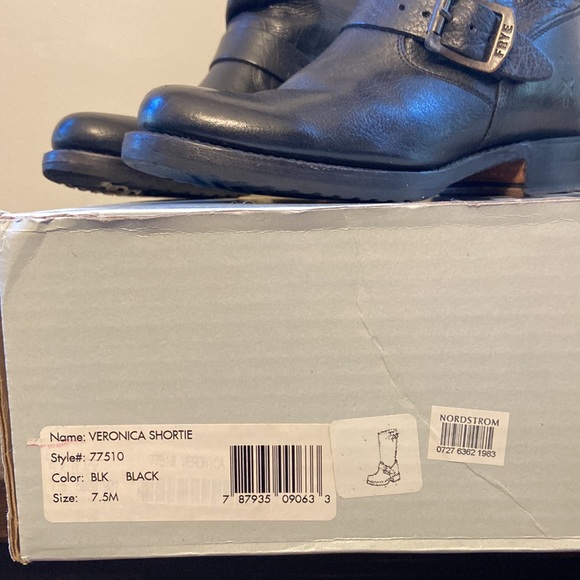 FRYE
Name: VERONICA SHORTIE
Style#: 77510
Color: BLK BLACK
Size: 7.5M
7 87935 09063 3
NORDSTROM
0727 6362 1983